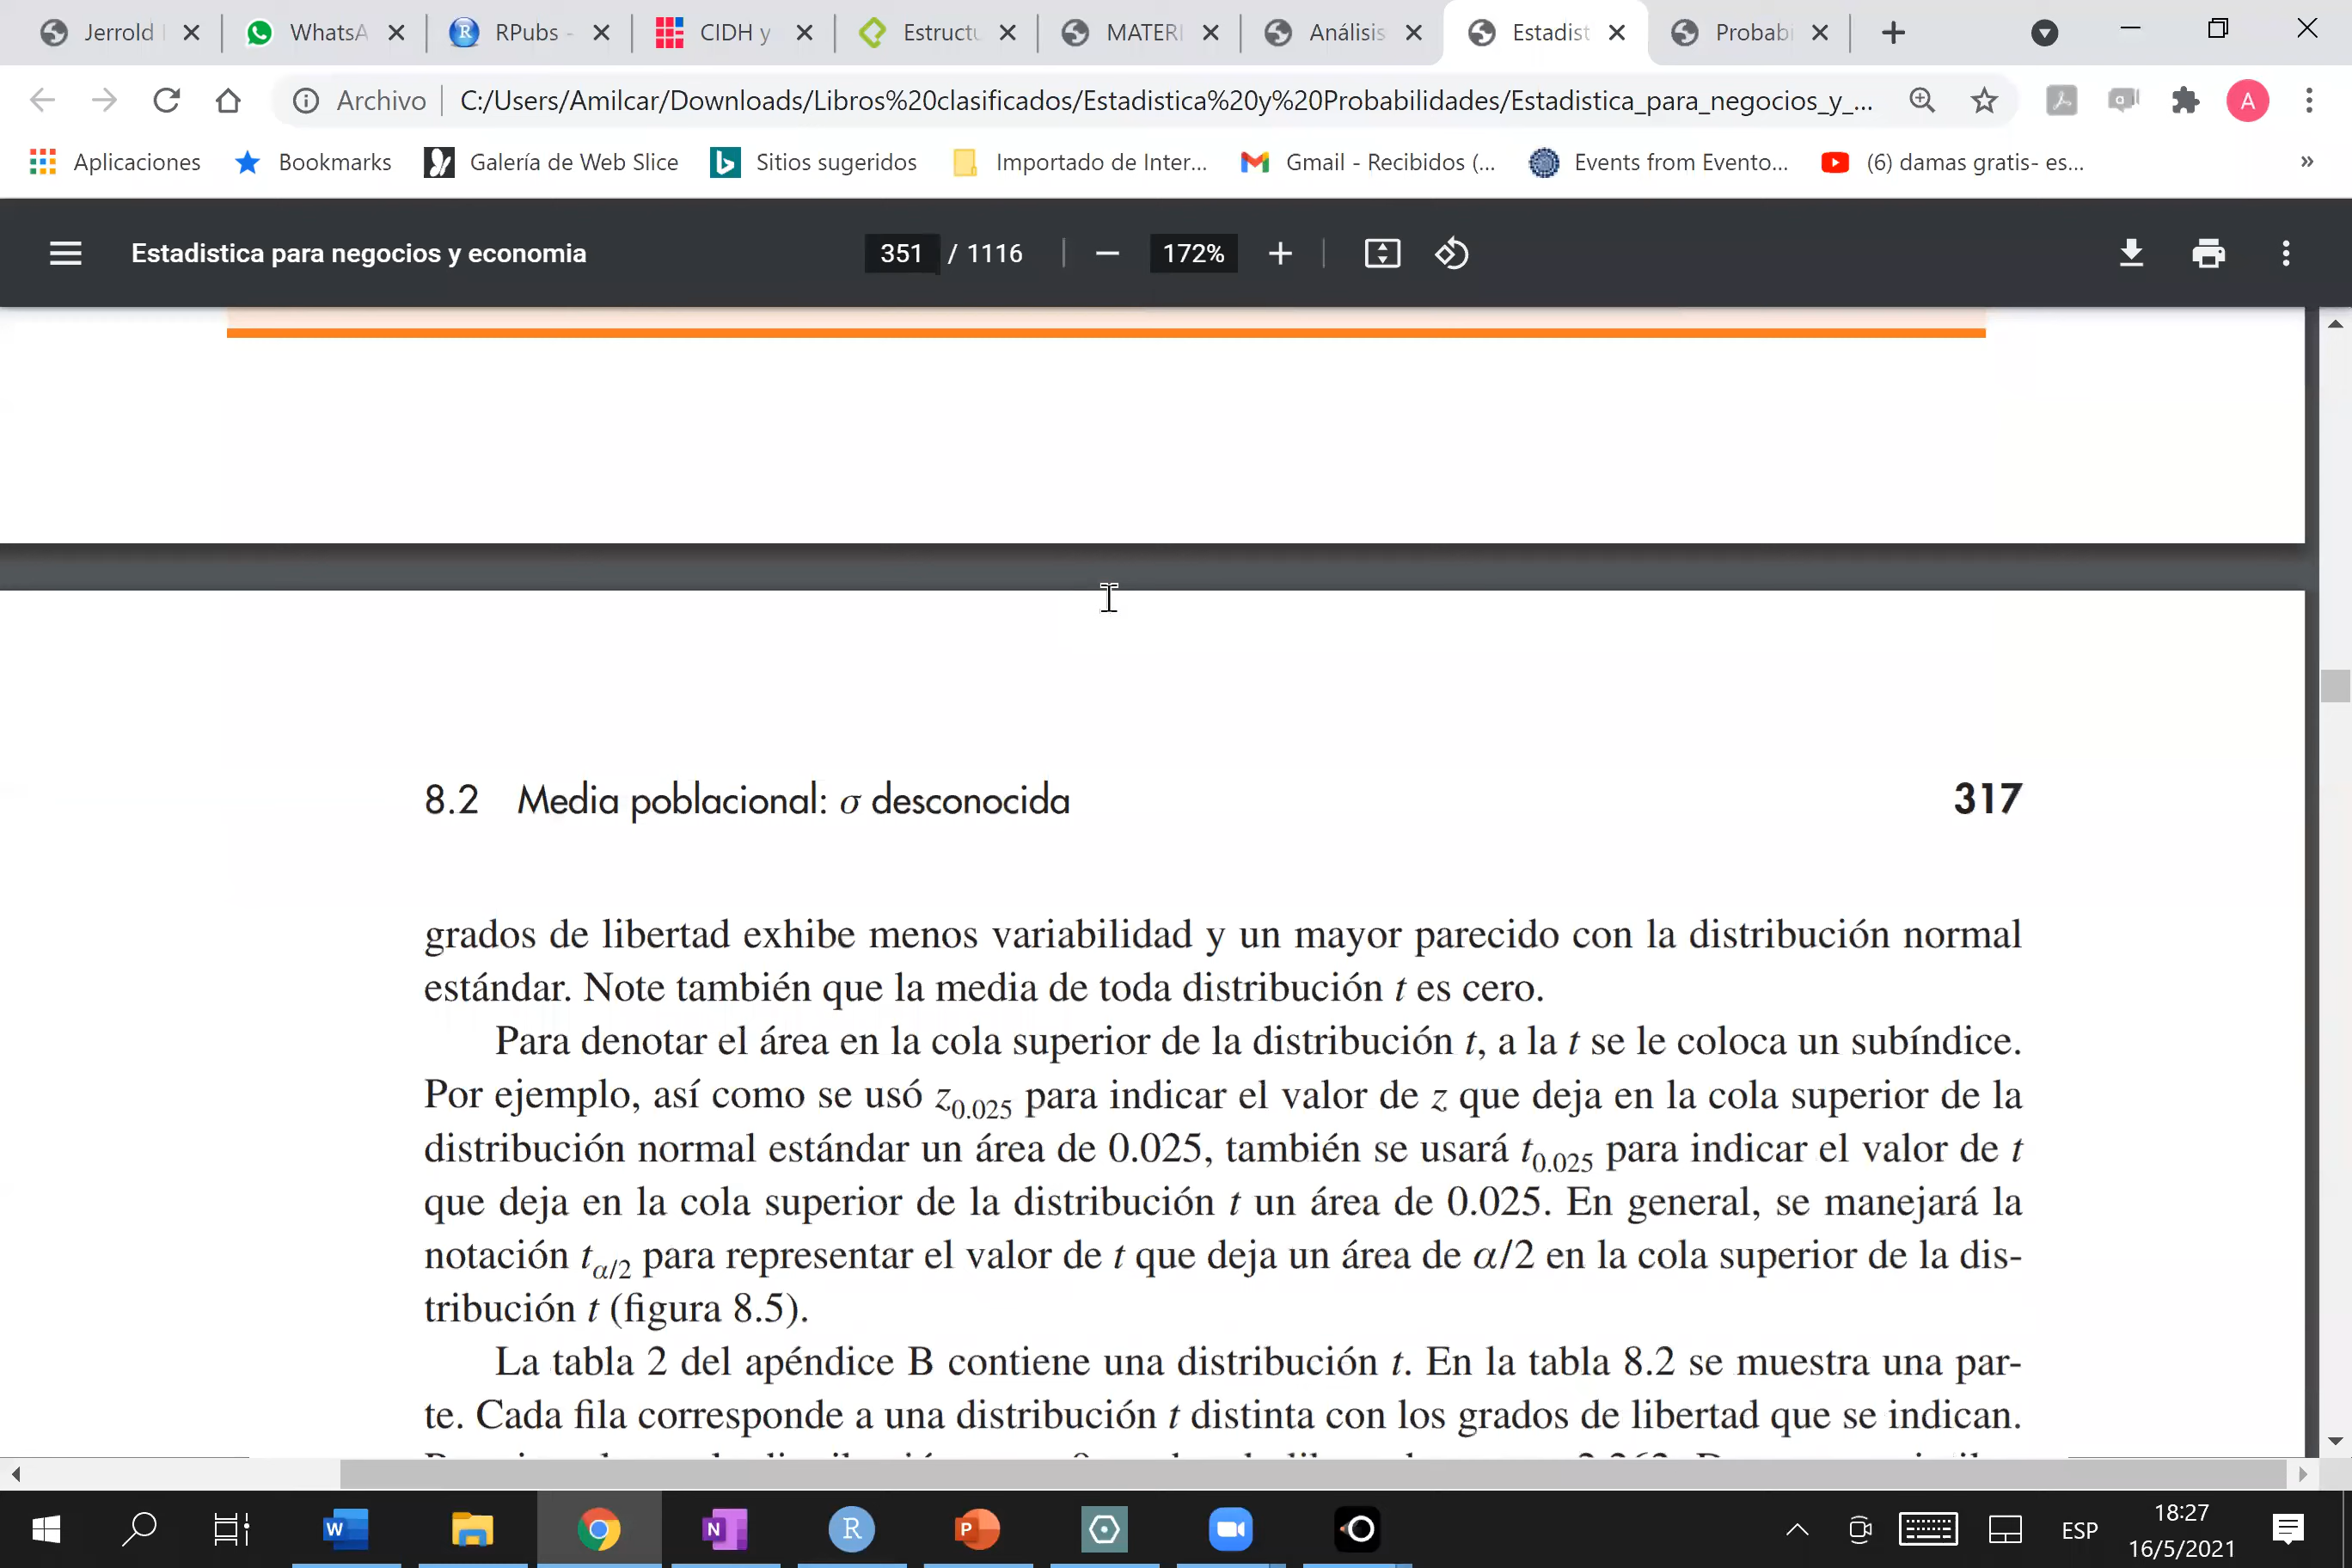 Jerrold
WhatsA
RPubs -
CIDH y
Estructu
MATERI
Análisis
Estadist
Probabi
Archivo
C:/Users/Amilcar/Downloads/Libros%20clasificados/Estadistica%20y%20Probabilidades/Estadistica_para_negocios_y_...
A
Aplicaciones
Bookmarks
Galería de Web Slice
Sitios sugeridos
Importado de Inter...
Gmail - Recibidos (...
Events from Evento...
(6) damas gratis- es...
»
Estadistica para negocios y economia
351 / 1116
172%
8.2 Media poblacional: σ desconocida
317
grados de libertad exhibe menos variabilidad y un mayor parecido con la distribución normal
estándar. Note también que la media de toda distribución t es cero.
Para denotar el área en la cola superior de la distribución t, a la t se le coloca un subíndice.
Por ejemplo, así como se usó z0.025 para indicar el valor de z que deja en la cola superior de la
distribución normal estándar un área de 0.025, también se usará t0.025 para indicar el valor de t
que deja en la cola superior de la distribución t un área de 0.025. En general, se manejará la
notación tα/2 para representar el valor de t que deja un área de α/2 en la cola superior de la dis-
tribución t (figura 8.5).
La tabla 2 del apéndice B contiene una distribución t. En la tabla 8.2 se muestra una par-
te. Cada fila corresponde a una distribución t distinta con los grados de libertad que se indican.
W
N
R
P
ESP
18:27
16/5/2021